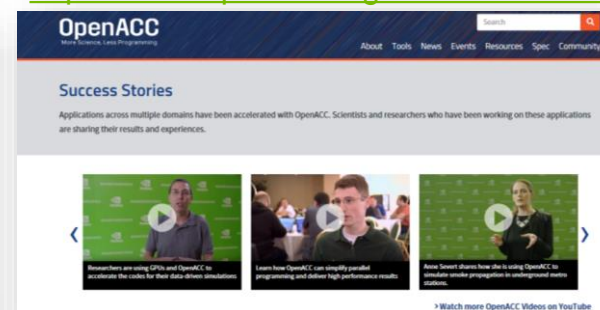 OpenACC
More Science, Less Programming
Search
About Tools News Events Resources Spec Community
Success Stories
Applications across multiple domains have been accelerated with OpenACC. Scientists and researchers who have been working on these applications
are sharing their results and experiences.
Researchers are using GPUs and OpenACC to
accelerate the codes for their data-driven simulations
Learn how OpenACC can simplify parallel
programming and deliver high performance results
Anne Severt shares how she is using OpenACC to
simulate smoke propagation in underground metro
stations.
>Watch more OpenACC Videos on YouTube